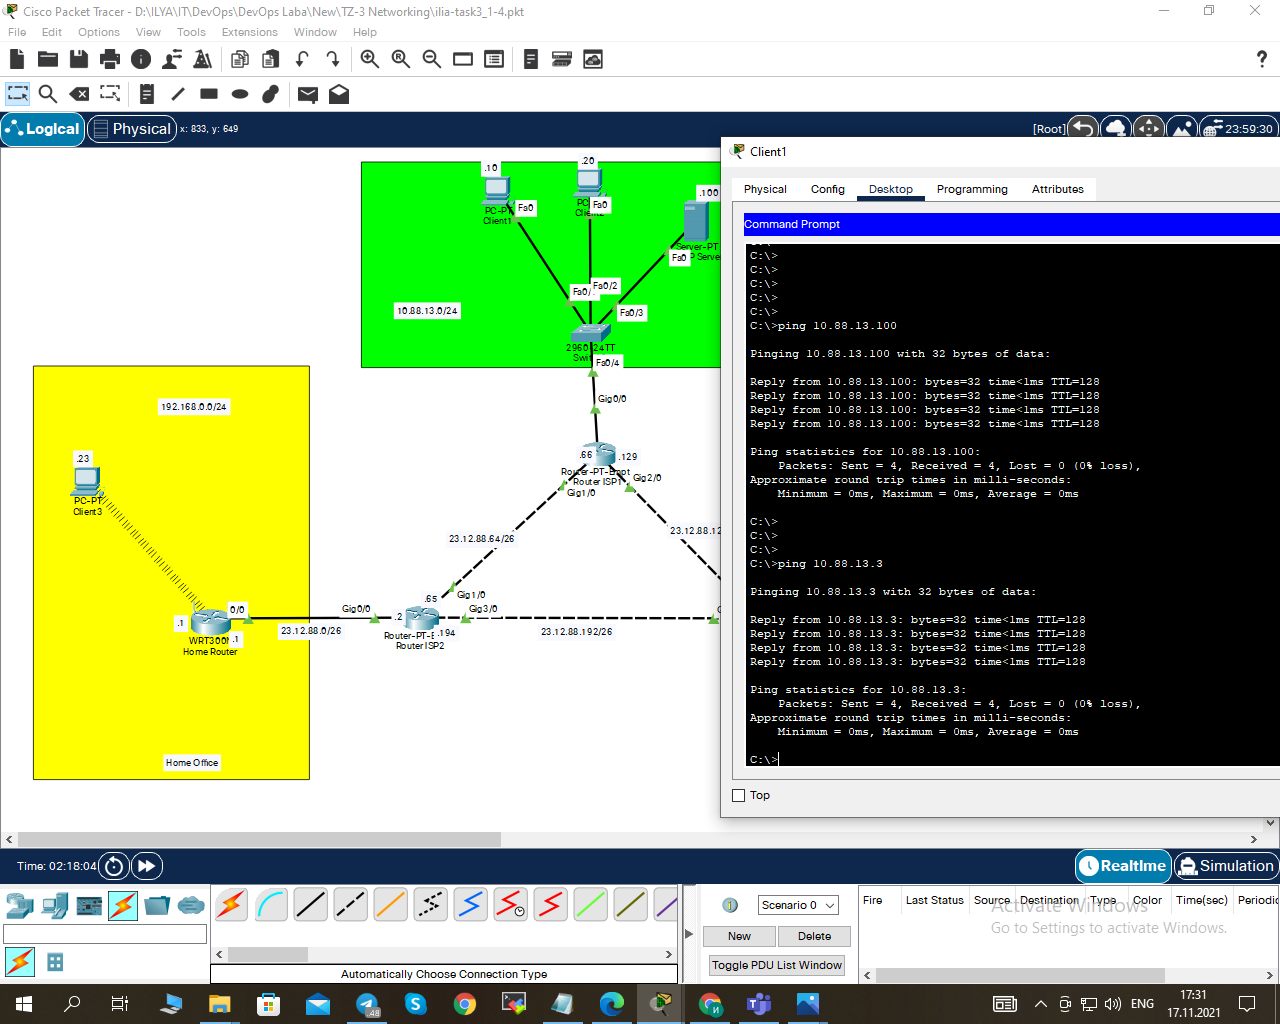 Cisco Packet Tracer - D:\ILYA\IT\DevOps\DevOps Laba\New\TZ-3 Networking\ilia-task3_1-4.pkt
File Edit Options View Tools Extensions Window Help
Logical Physical x: 833, y: 649 [Root] 23:59:30
Client1
Physical Config Desktop Programming Attributes
Command Prompt
C:\>
C:\>
C:\>
C:\>
C:\>
C:\>ping 10.88.13.100
Pinging 10.88.13.100 with 32 bytes of data:
Reply from 10.88.13.100: bytes=32 time<1ms TTL=128
Reply from 10.88.13.100: bytes=32 time<1ms TTL=128
Reply from 10.88.13.100: bytes=32 time<1ms TTL=128
Reply from 10.88.13.100: bytes=32 time<1ms TTL=128
Ping statistics for 10.88.13.100:
Packets: Sent = 4, Received = 4, Lost = 0 (0% loss),
Approximate round trip times in milli-seconds:
Minimum = 0ms, Maximum = 0ms, Average = 0ms
C:\>
C:\>
C:\>
C:\>ping 10.88.13.3
Pinging 10.88.13.3 with 32 bytes of data:
Reply from 10.88.13.3: bytes=32 time<1ms TTL=128
Reply from 10.88.13.3: bytes=32 time<1ms TTL=128
Reply from 10.88.13.3: bytes=32 time<1ms TTL=128
Reply from 10.88.13.3: bytes=32 time<1ms TTL=128
Ping statistics for 10.88.13.3:
Packets: Sent = 4, Received = 4, Lost = 0 (0% loss),
Approximate round trip times in milli-seconds:
Minimum = 0ms, Maximum = 0ms, Average = 0ms
C:\>
Top
.10
.20
.100
PC-PT
Client1
Fa0
PC
Fa0
Server-PT
Fa0
Fa0/2
Fa0/3
10.88.13.0/24
Fa0/4
Gig0/0
.66
.129
Router ISP1
Gig1/0
Gig2/0
192.168.0.0/24
.23
PC-PT
Client3
23.12.88.64/26
.65
Gig1/0
0/0
.1
.1
Home Router
23.12.88.0/26
Gig0/0
.2
Gig3/0
.194
Router ISP2
23.12.88.192/26
Home Office
Time: 02:18:04
Realtime Simulation
Scenario 0
New Delete
Toggle PDU List Window
Fire Last Status Source Destination Type Color Time(sec)
Activate Windows
Go to Settings to activate Windows.
Automatically Choose Connection Type
ENG 17:31
17.11.2021